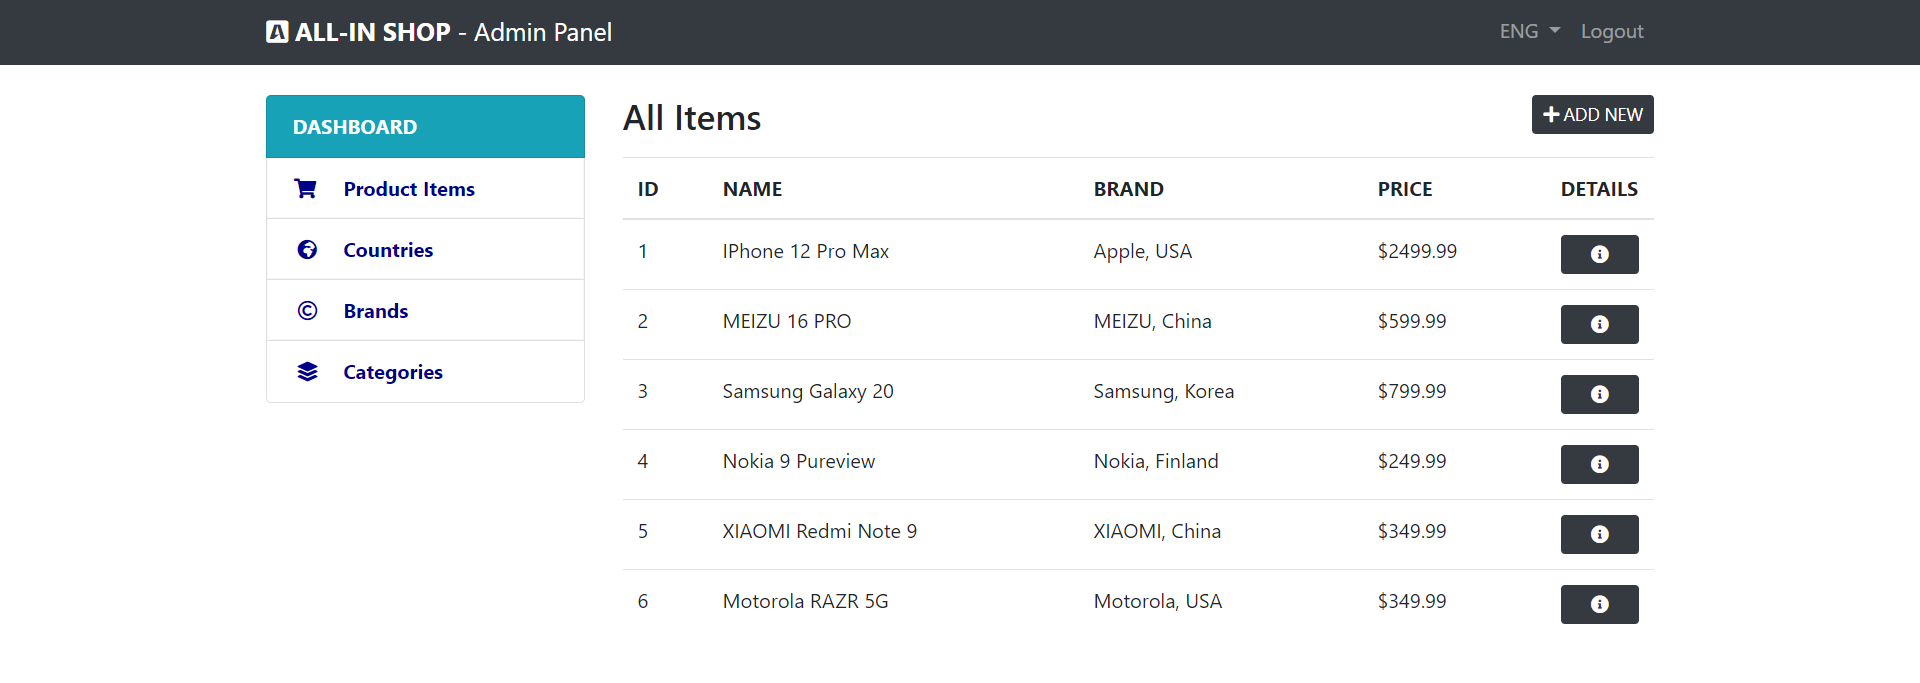 ALL-IN SHOP - Admin Panel
ENG
Logout
DASHBOARD
Product Items
Countries
Brands
Categories
All Items
ADD NEW
ID NAME BRAND PRICE DETAILS
1 IPhone 12 Pro Max Apple, USA $2499.99
2 MEIZU 16 PRO MEIZU, China $599.99
3 Samsung Galaxy 20 Samsung, Korea $799.99
4 Nokia 9 Pureview Nokia, Finland $249.99
5 XIAOMI Redmi Note 9 XIAOMI, China $349.99
6 Motorola RAZR 5G Motorola, USA $349.99